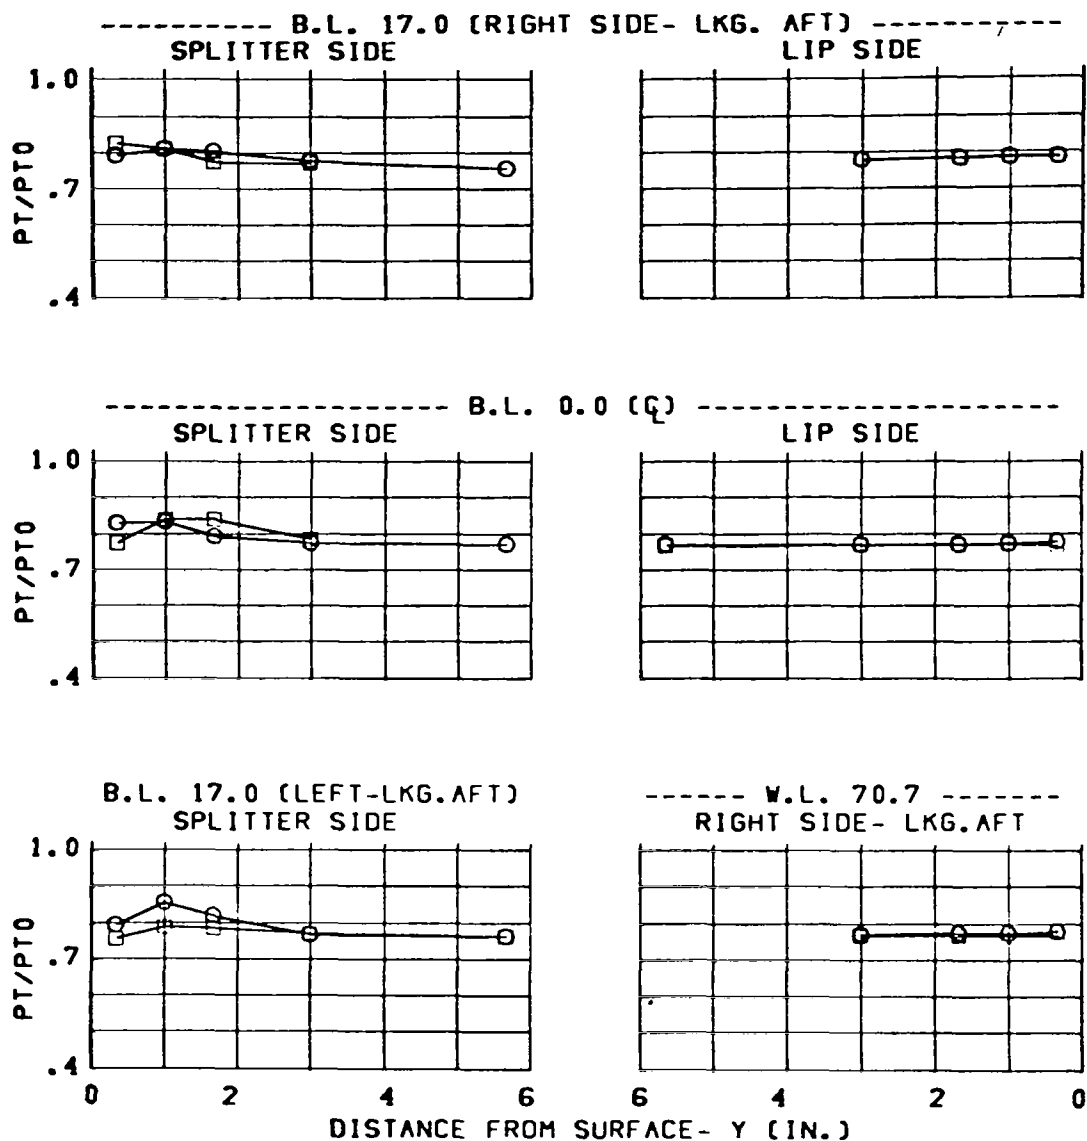 ---------- B.L. 17.0 (RIGHT SIDE- LKG. AFT) ----------
SPLITTER SIDE
LIP SIDE
1.0
.7
.4
PT/PT0
-------------------- B.L. 0.0 (℄) --------------------
SPLITTER SIDE
LIP SIDE
1.0
.7
.4
PT/PT0
B.L. 17.0 (LEFT-LKG.AFT)
SPLITTER SIDE
------ W.L. 70.7 -------
RIGHT SIDE- LKG.AFT
1.0
.7
.4
PT/PT0
0 2 4 6
6 4 2 0
DISTANCE FROM SURFACE- Y (IN.)